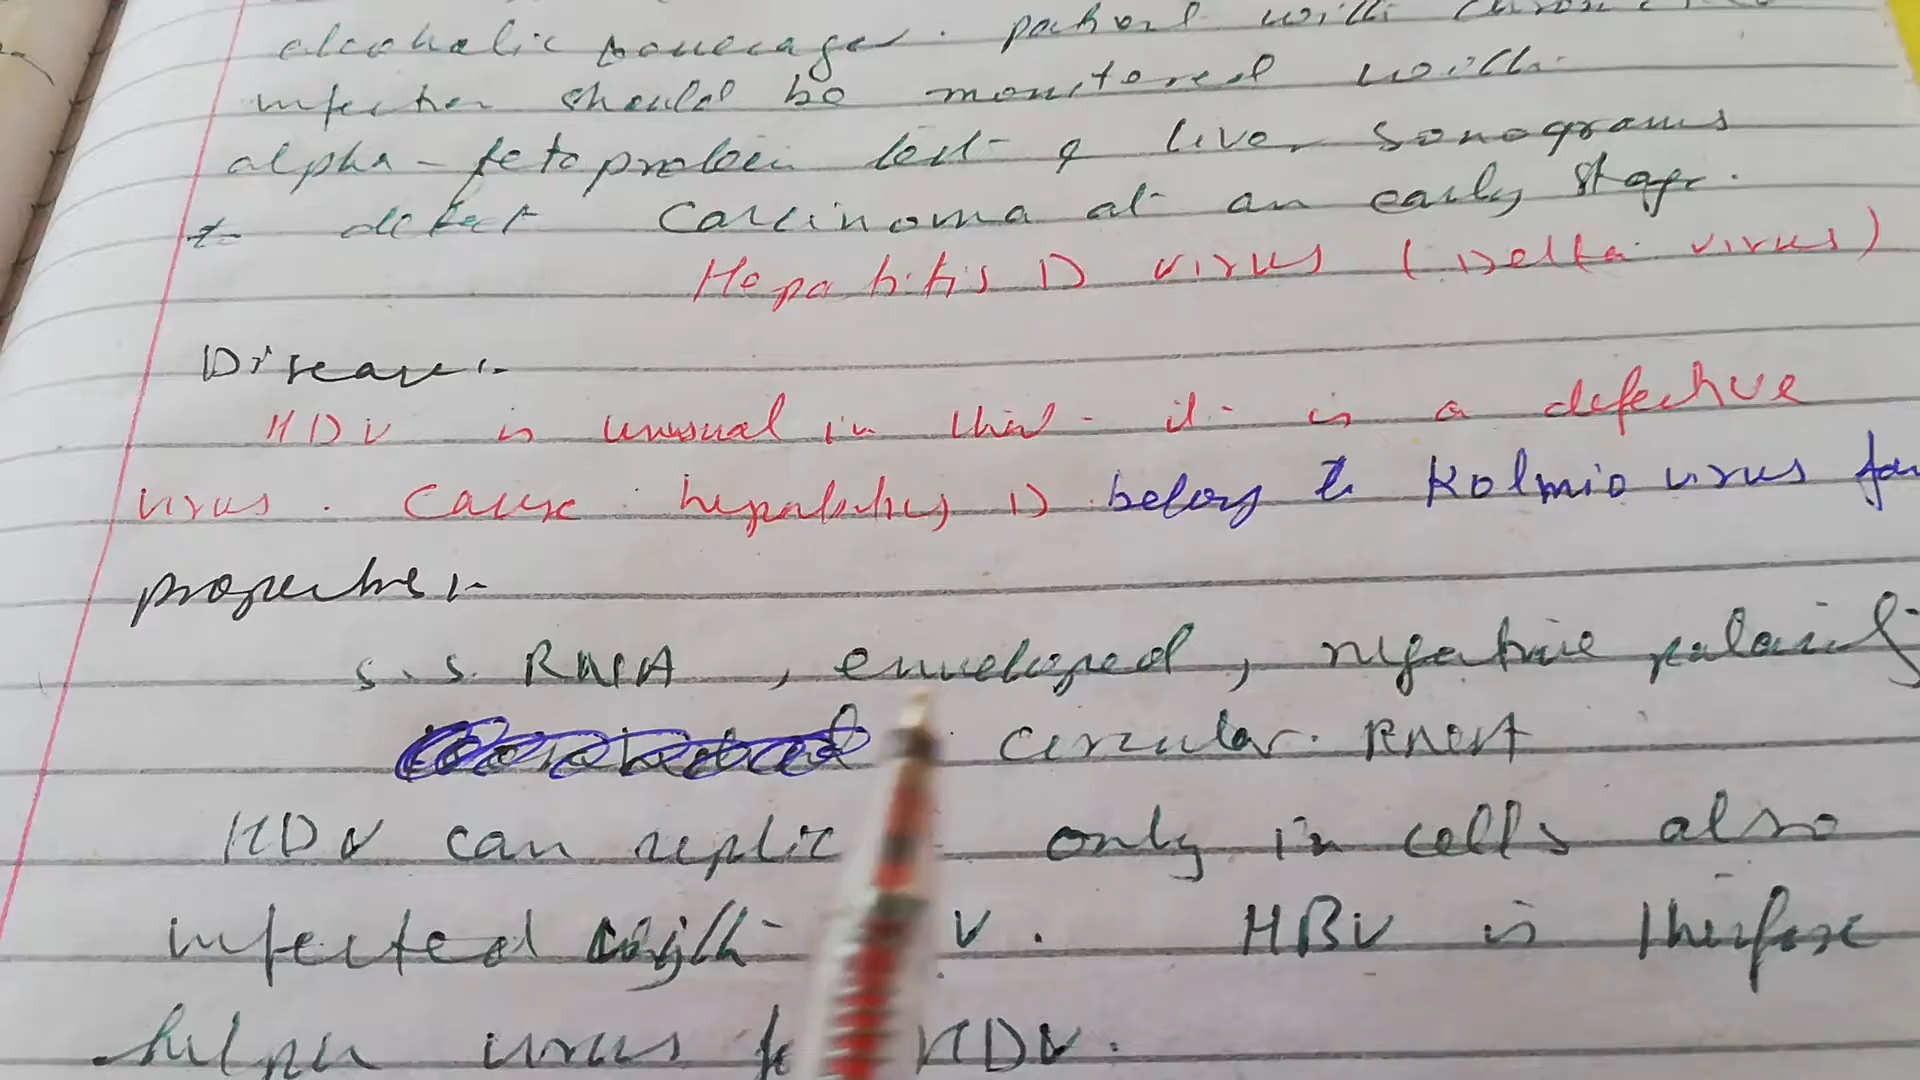 alcoholic beverages. patient with chronic
infection should be monitored with
alpha-fetoprotein test & liver sonograms
to detect Carcinoma at an early stage.
Hepatitis D virus (Delta virus)
Disease:-
HDV is unusual in that it is a defective
virus. Cause hepatitis D belong to Kolmio virus fam
properties:-
s.s. RNA, enveloped, negative polarity
circular RNA
HDV can replic only in cells also
infected with V. HBV is therefore
helper virus fo HDV.